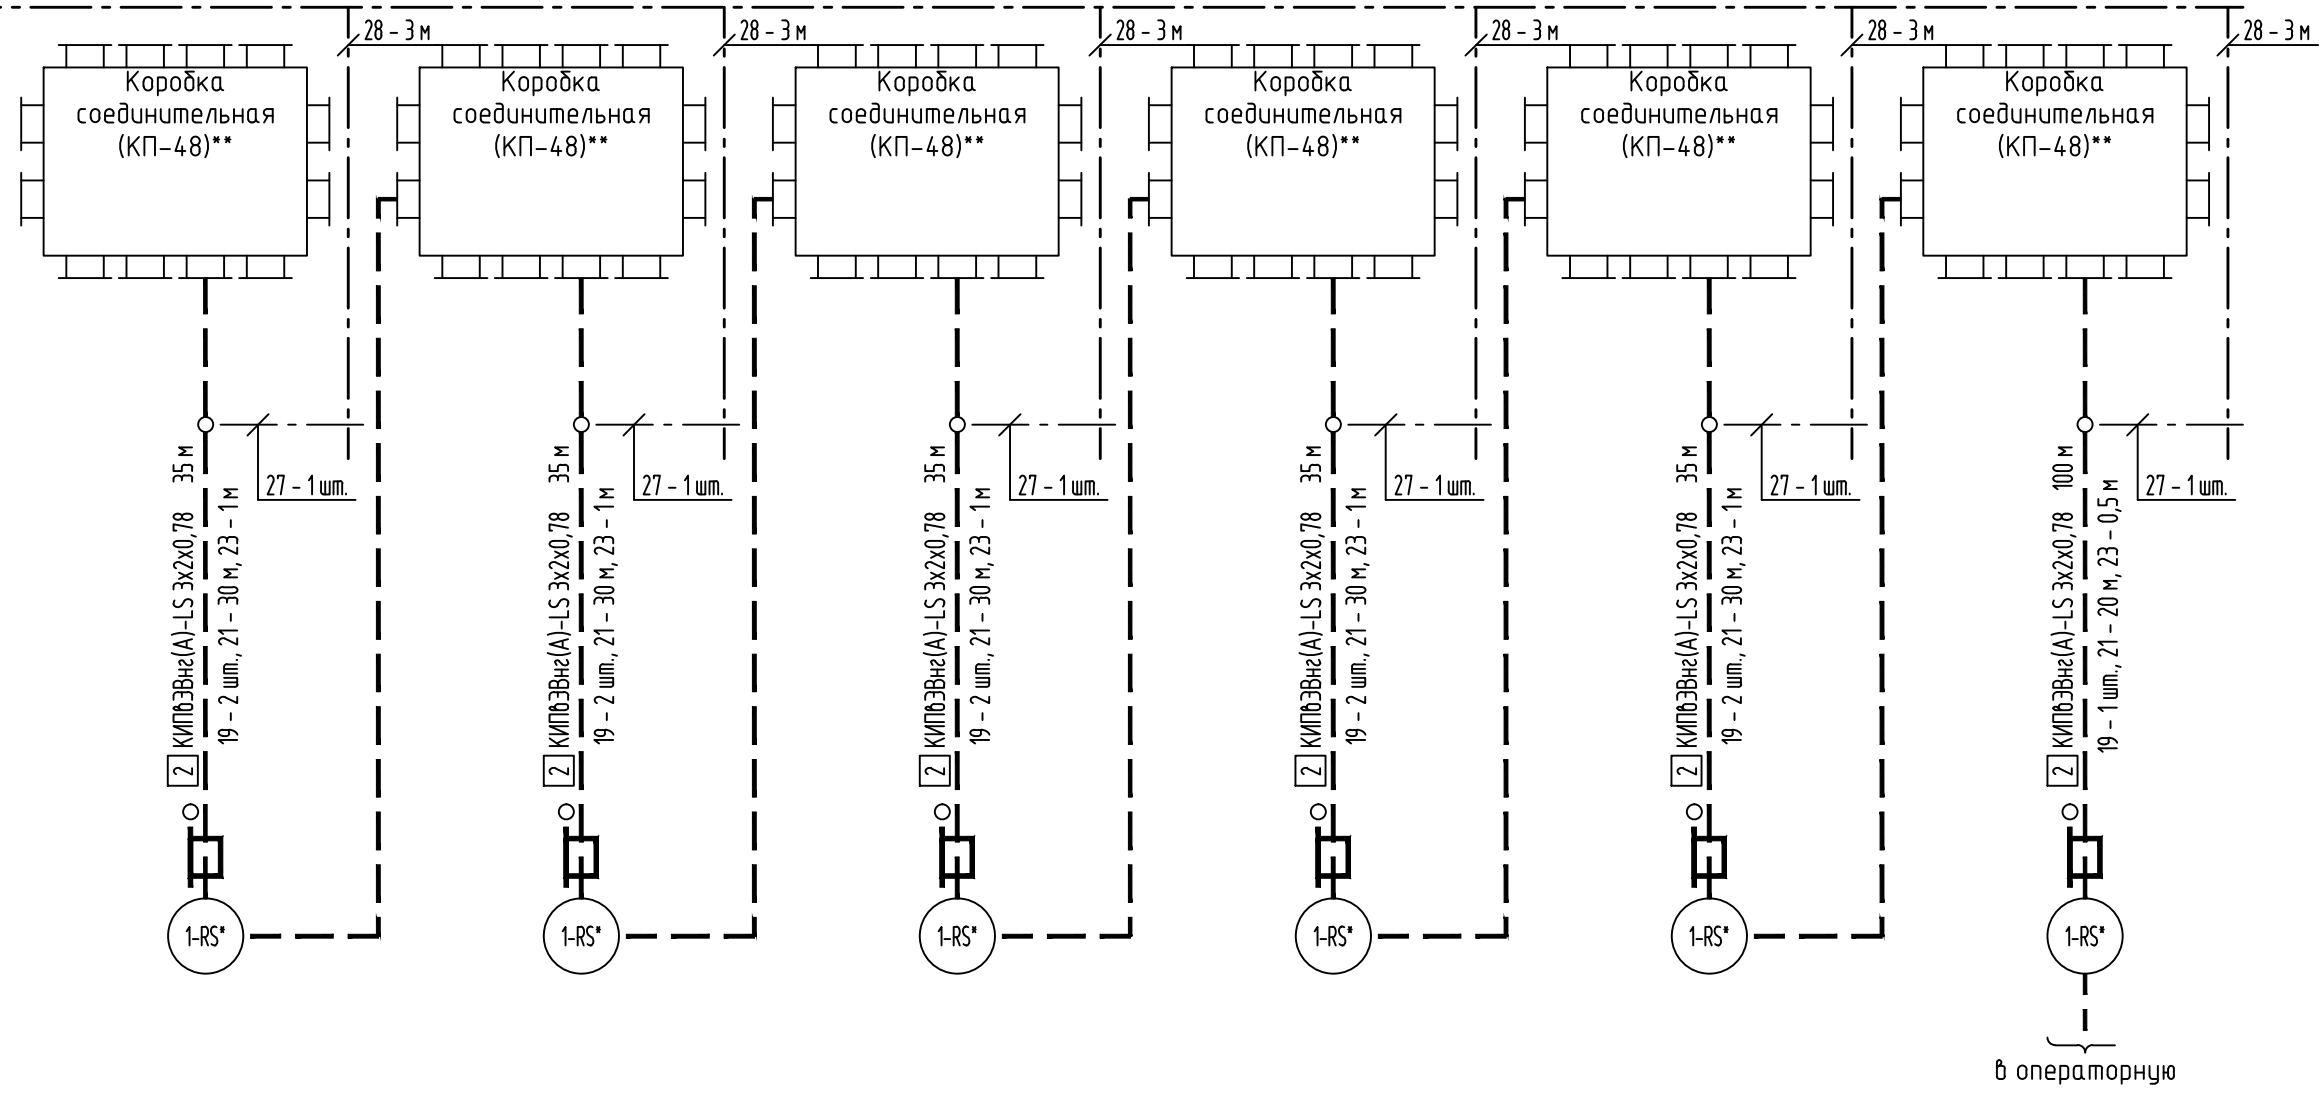 28 – 3 м
28 – 3 м
28 – 3 м
28 – 3 м
28 – 3 м
28 – 3 м
Коробка
соединительная
(КП–48)**
Коробка
соединительная
(КП–48)**
Коробка
соединительная
(КП–48)**
Коробка
соединительная
(КП–48)**
Коробка
соединительная
(КП–48)**
Коробка
соединительная
(КП–48)**
2 КИПвЭВнг(А)–LS 3х2х0,78 35 м
19 – 2 шт., 21 – 30 м, 23 – 1 м
27 – 1 шт.
2 КИПвЭВнг(А)–LS 3х2х0,78 35 м
19 – 2 шт., 21 – 30 м, 23 – 1 м
27 – 1 шт.
2 КИПвЭВнг(А)–LS 3х2х0,78 35 м
19 – 2 шт., 21 – 30 м, 23 – 1 м
27 – 1 шт.
2 КИПвЭВнг(А)–LS 3х2х0,78 35 м
19 – 2 шт., 21 – 30 м, 23 – 1 м
27 – 1 шт.
2 КИПвЭВнг(А)–LS 3х2х0,78 35 м
19 – 2 шт., 21 – 30 м, 23 – 1 м
27 – 1 шт.
2 КИПвЭВнг(А)–LS 3х2х0,78 100 м
19 – 1 шт., 21 – 20 м, 23 – 0,5 м
27 – 1 шт.
1–RS*
1–RS*
1–RS*
1–RS*
1–RS*
1–RS*
в операторную